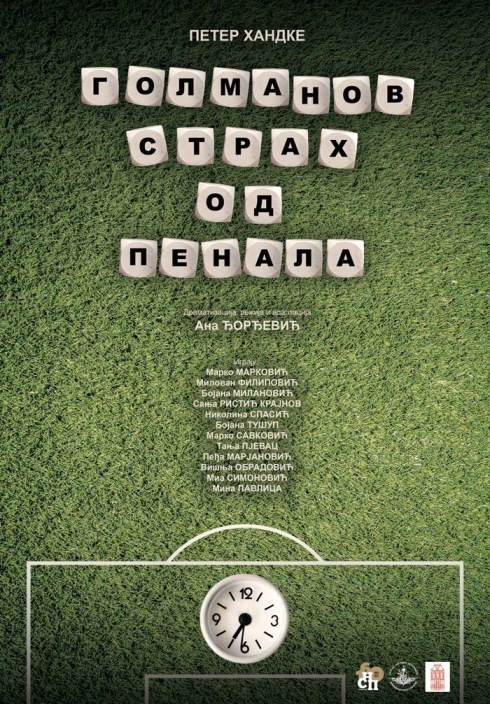 ПЕТЕР ХАНДКЕ
ГОЛМАНОВ
СТРАХ
ОД
ПЕНАЛА
Драматизација, режија и адаптација
Ана ЂОРЂЕВИЋ
Играју:
Марко МАРКОВИЋ
Милован ФИЛИПОВИЋ
Бојана МИЛАНОВИЋ
Сања РИСТИЋ КРАЈНОВ
Николина СПАСИЋ
Бојана ТУШУП
Марко САВКОВИЋ
Тања ПЈЕВАЦ
Пеђа МАРЈАНОВИЋ
Вишња ОБРАДОВИЋ
Миа СИМОНОВИЋ
Мина ПАВЛИЦА
12
9
3
6
снп